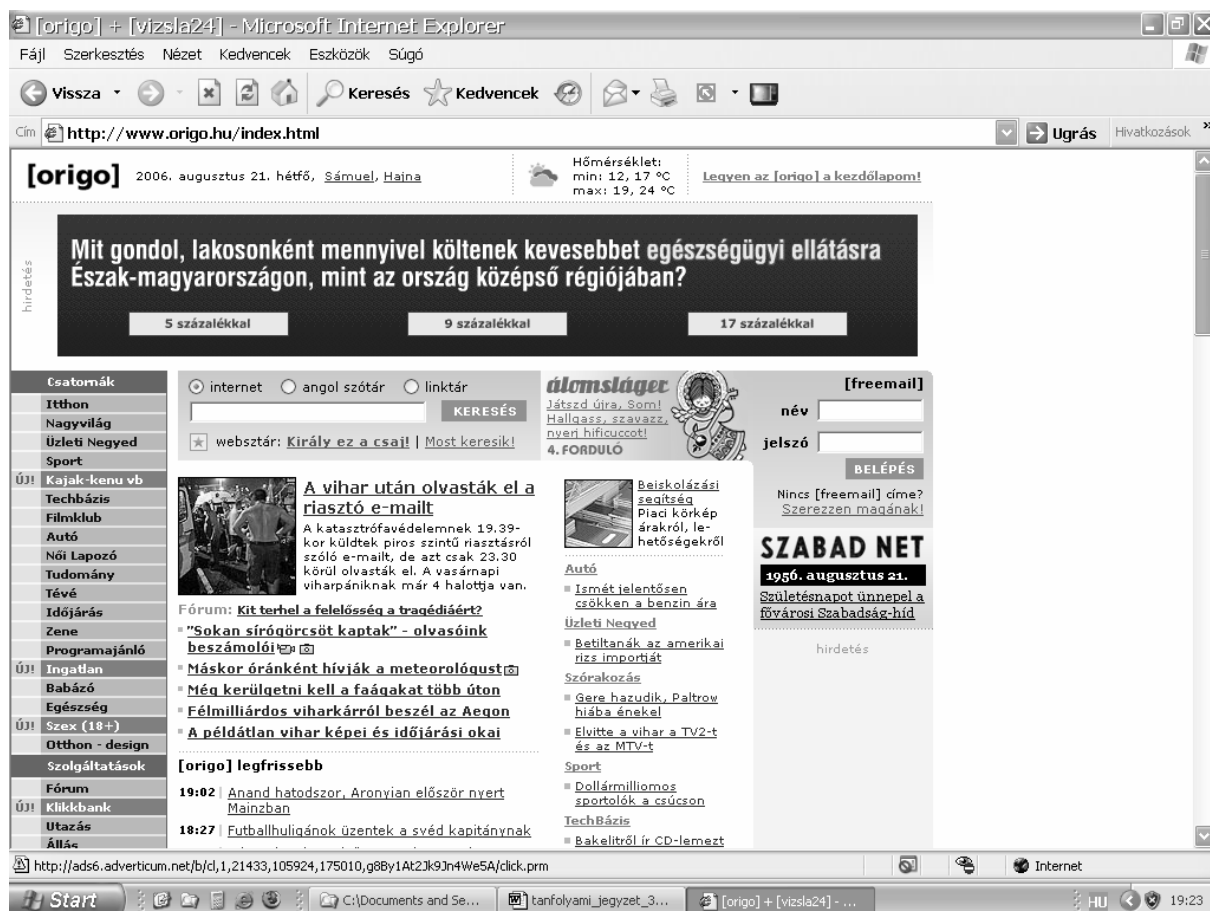 [origo] + [vizsla24] - Microsoft Internet Explorer
Fájl Szerkesztés Nézet Kedvencek Eszközök Súgó
Vissza Keresés Kedvencek
Cím http://www.origo.hu/index.html Ugrás Hivatkozások »
[origo] 2006. augusztus 21. hétfő, Sámuel, Hajna
Hőmérséklet:
min: 12, 17 °C
max: 19, 24 °C
Legyen az [origo] a kezdőlapom!
hirdetés
Mit gondol, lakosonként mennyivel költenek kevesebbet egészségügyi ellátásra
Észak-magyarországon, mint az ország középső régiójában?
5 százalékkal 9 százalékkal 17 százalékkal
Csatornák
Itthon
Nagyvilág
Üzleti Negyed
Sport
ÚJ! Kajak-kenu vb
Techbázis
Filmklub
Autó
Női Lapozó
Tudomány
Tévé
Időjárás
Zene
Programajánló
ÚJ! Ingatlan
Babázó
Egészség
ÚJ! Szex (18+)
Otthon - design
Szolgáltatások
Fórum
ÚJ! Klikkbank
Utazás
Állás
internet angol szótár linktár
KERESÉS
websztár: Király ez a csaj! | Most keresik!
álomsláger
Játszd újra, Som!
Hallgass, szavazz,
nyerj hificuccot!
4. FORDULÓ
[freemail]
név
jelszó
BELÉPÉS
Nincs [freemail] címe?
Szerezzen magának!
A vihar után olvasták el a
riasztó e-mailt
A katasztrófavédelemnek 19.39-
kor küldtek piros szintű riasztásról
szóló e-mailt, de azt csak 23.30
körül olvasták el. A vasárnapi
viharpániknak már 4 halottja van.
Fórum: Kit terhel a felelősség a tragédiáért?
"Sokan sírógörcsöt kaptak" - olvasóink
beszámolói
Máskor óránként hívják a meteorológust
Még kerülgetni kell a faágakat több úton
Félmilliárdos viharkárról beszél az Aegon
A példátlan vihar képei és időjárási okai
[origo] legfrissebb
19:02 | Anand hatodszor, Aronyian először nyert
Mainzban
18:27 | Futballhuligánok üzentek a svéd kapitánynak
Beiskolázási
segítség
Piaci körkép
árakról, le-
hetőségekről
Autó
Ismét jelentősen
csökken a benzin ára
Üzleti Negyed
Betiltanák az amerikai
rizs importját
Szórakozás
Gere hazudik, Paltrow
hiába énekel
Elvitte a vihar a TV2-t
és az MTV-t
Sport
Dollármilliomos
sportolók a csúcson
TechBázis
Bakelitről ír CD-lemezt
SZABAD NET
1956. augusztus 21.
Születésnapot ünnepel a
fővárosi Szabadság-híd
hirdetés
http://ads6.adverticum.net/b/cl,1,21433,105924,175010,g8By1At2Jk9Jn4We5A/click.prm Internet
Start C:\Documents and Se... tanfolyami_jegyzet_3... [origo] + [vizsla24] - ... HU 19:23